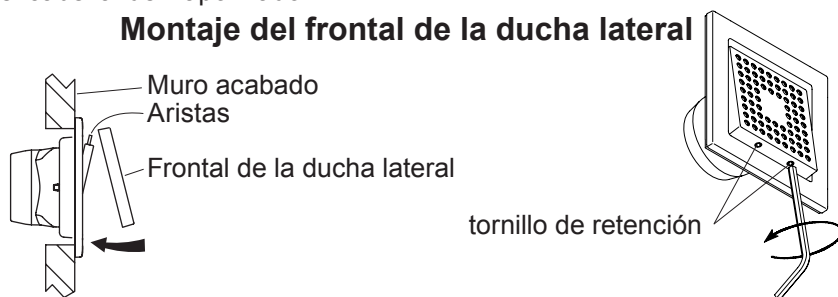 Montaje del frontal de la ducha lateral
Muro acabado
Aristas
Frontal de la ducha lateral
tornillo de retención